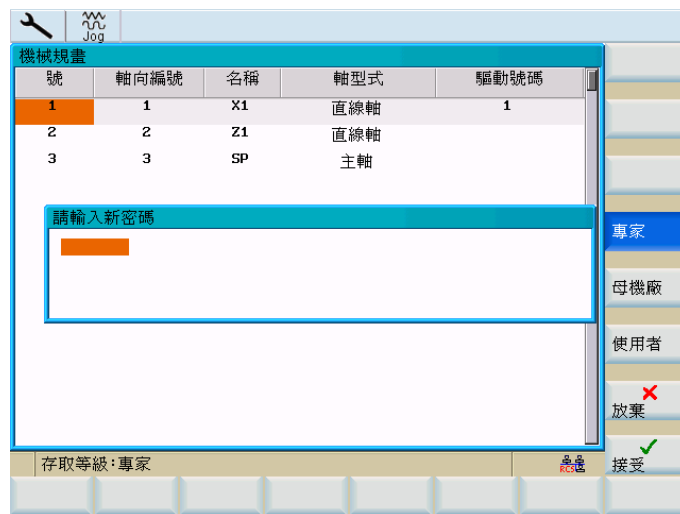 Jog
機械規畫
號 軸向編號 名稱 軸型式 驅動號碼
1 1 X1 直線軸 1
2 2 Z1 直線軸
3 3 SP 主軸
請輸入新密碼
專家
母機廠
使用者
放棄
接受
存取等級:專家
RCS